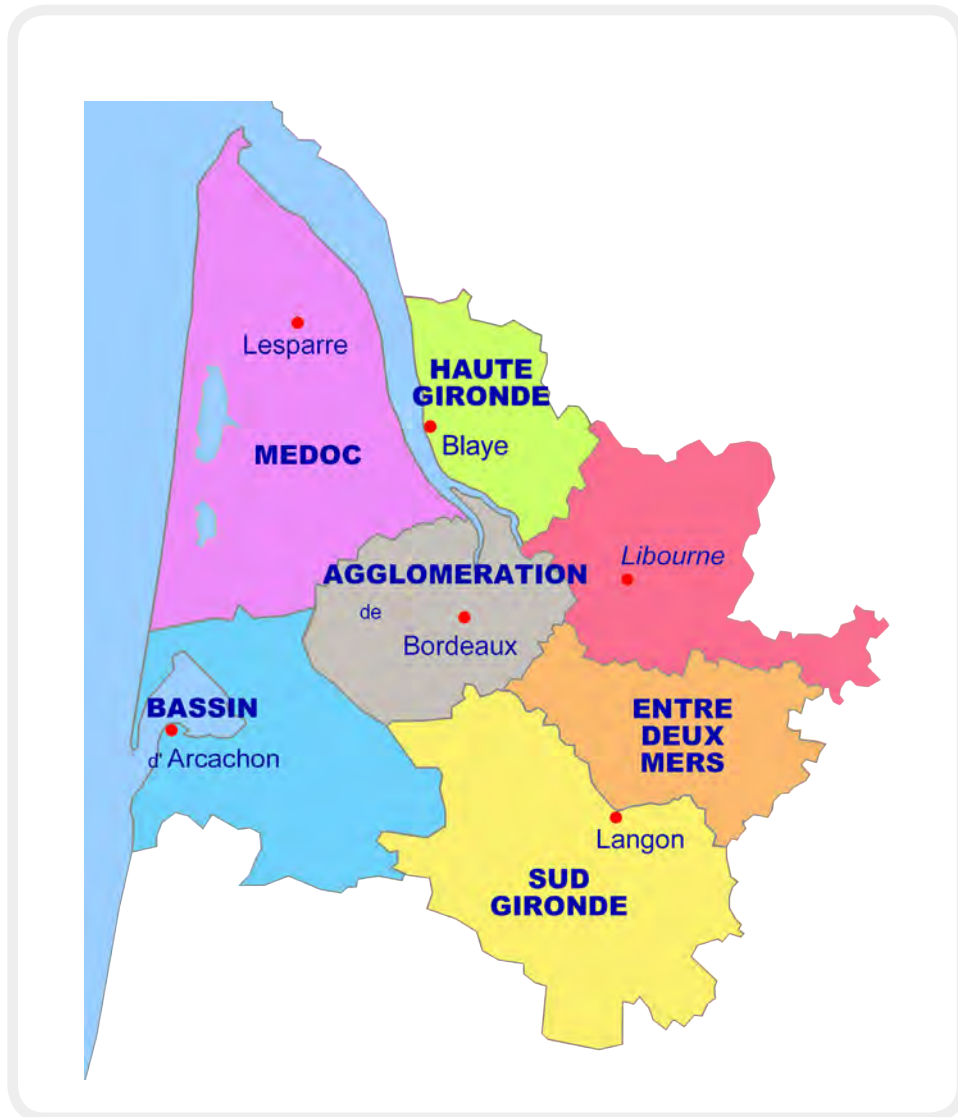 Lesparre
HAUTE
GIRONDE
Blaye
MEDOC
Libourne
AGGLOMERATION
de
Bordeaux
BASSIN
d' Arcachon
ENTRE
DEUX
MERS
Langon
SUD
GIRONDE